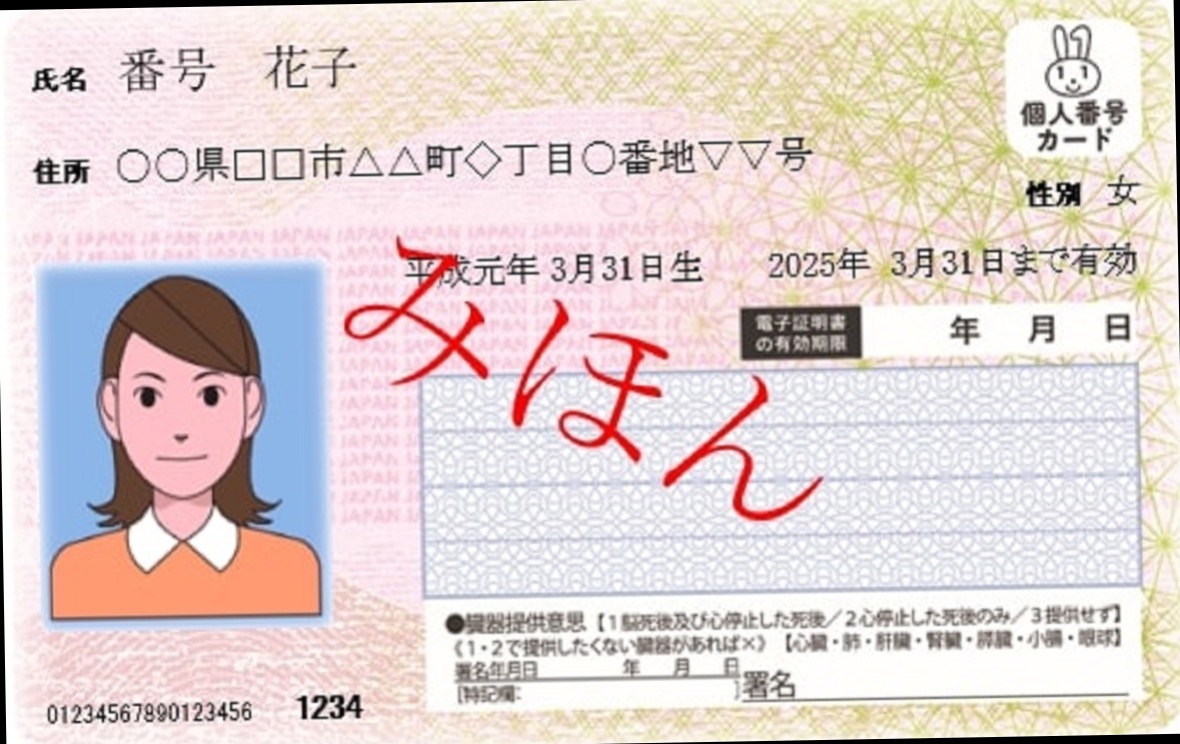 氏名 番号 花子
個人番号
カード
住所 ○○県□□市△△町◇丁目○番地▽▽号
性別 女
平成元年 3月31日生 2025年 3月31日まで有効
みほん
電子証明書
の有効期限
年 月 日
●臓器提供意思【1脳死後及び心停止した死後/2心停止した死後のみ/3提供せず】
《1・2で提供したくない臓器があれば×》【心臓・肺・肝臓・腎臓・膵臓・小腸・眼球】
署名年月日 年 月 日
[特記欄: ]署名
01234567890123456 1234
JAPAN JAPAN JAPAN JAPAN JAPAN JAPAN